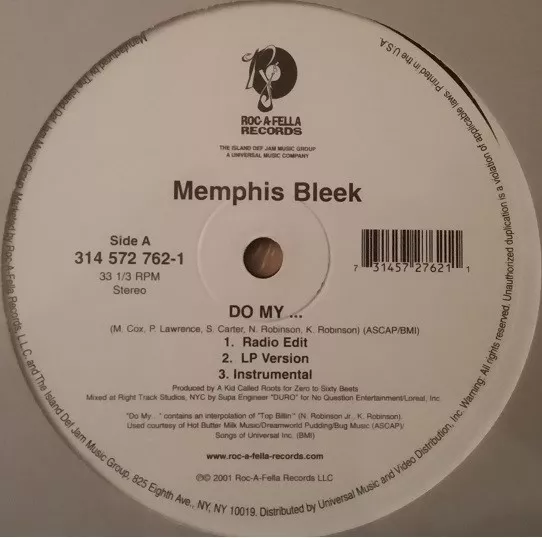 ROC-A-FELLA
RECORDS
THE ISLAND DEF JAM MUSIC GROUP
A UNIVERSAL MUSIC COMPANY
Memphis Bleek
Side A
314 572 762-1
33 1/3 RPM
Stereo
7 31457 27621 1
DO MY ...
(M. Cox, P. Lawrence, S. Carter, N. Robinson, K. Robinson) (ASCAP/BMI)
1. Radio Edit
2. LP Version
3. Instrumental
Produced by A Kid Called Roots for Zero to Sixty Beets
Mixed at Right Track Studios, NYC by Supa Engineer "DURO" for No Question Entertainment/Loreal, Inc.
"Do My..." contains an interpolation of "Top Billin'" (N. Robinson Jr., K. Robinson).
Used courtesy of Hot Butter Milk Music/Dreamworld Pudding/Bug Music (ASCAP)/
Songs of Universal Inc. (BMI)
www.roc-a-fella-records.com
℗© 2001 Roc-A-Fella Records LLC
Marketed by Roc-A-Fella Records, L.L.C. and The Island Def Jam Music Group, 825 Eighth Ave., NY, NY 10019. Distributed by Universal Music and Video Distribution, Inc. Warning: All rights reserved. Unauthorized duplication is a violation of applicable laws. Printed in the U.S.A.